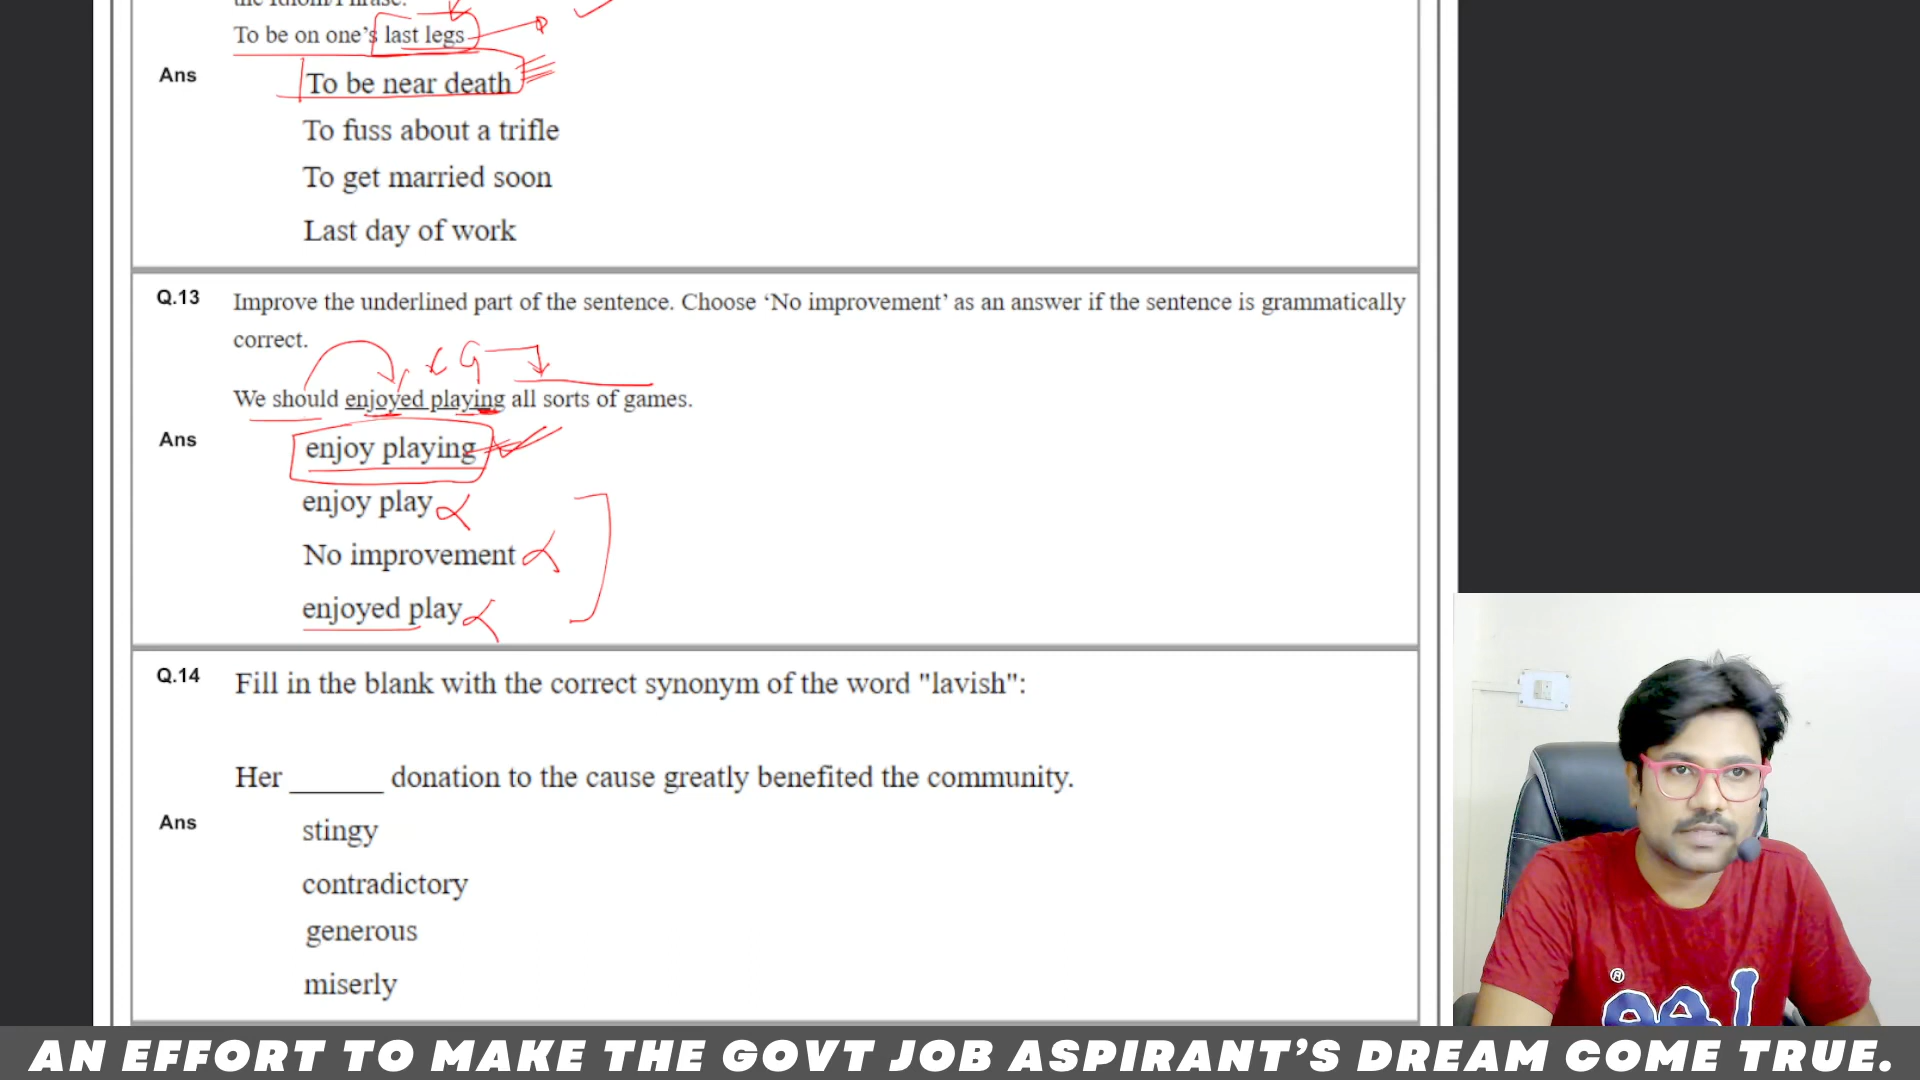 To be on one's last legs
Ans
To be near death
To fuss about a trifle
To get married soon
Last day of work
Q.13
Improve the underlined part of the sentence. Choose ‘No improvement’ as an answer if the sentence is grammatically
correct.
G
We should enjoyed playing all sorts of games.
Ans
enjoy playing
enjoy play
No improvement
enjoyed play
Q.14
Fill in the blank with the correct synonym of the word "lavish":
Her ______ donation to the cause greatly benefited the community.
Ans
stingy
contradictory
generous
miserly
®
AN EFFORT TO MAKE THE GOVT JOB ASPIRANT’S DREAM COME TRUE.